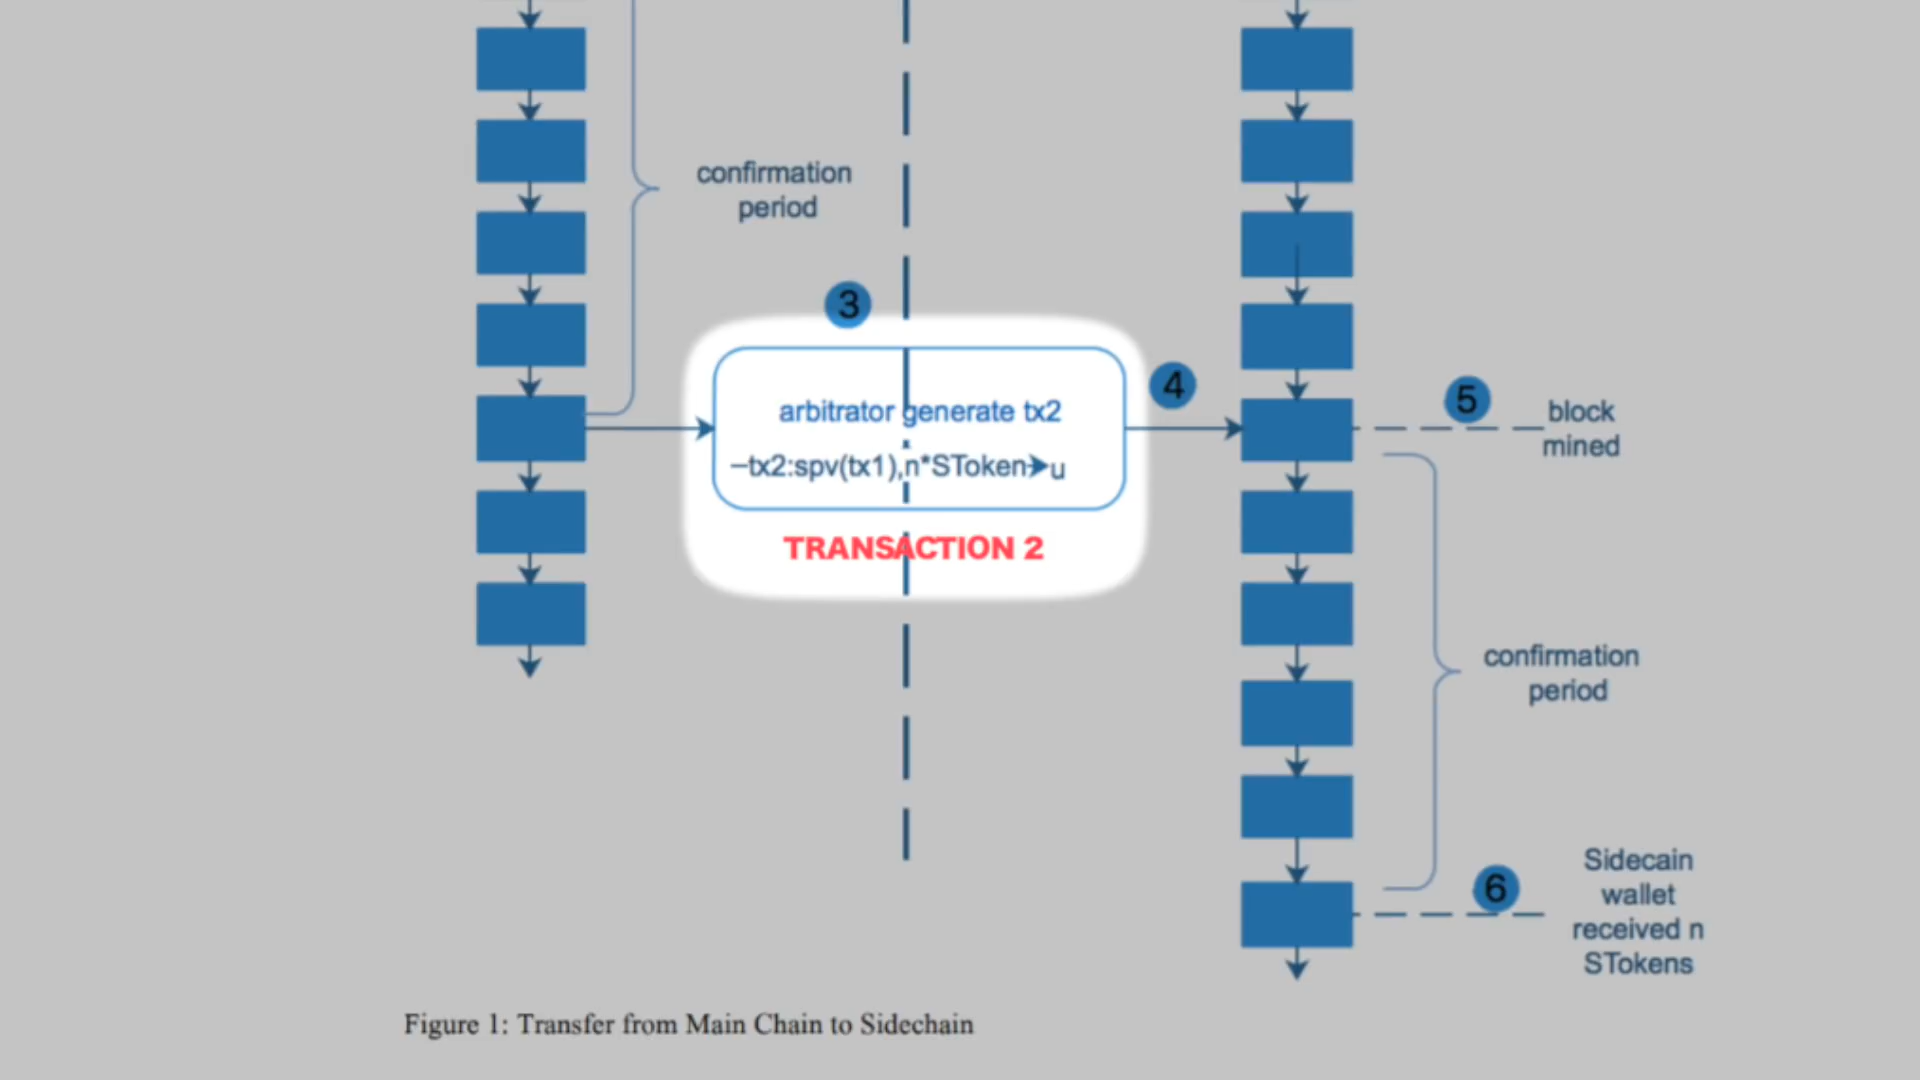 confirmation
period
3
arbitrator generate tx2
–tx2:spv(tx1),n*SToken➤u
TRANSACTION 2
4
5
block
mined
confirmation
period
6
Sidecain
wallet
received n
STokens
Figure 1: Transfer from Main Chain to Sidechain